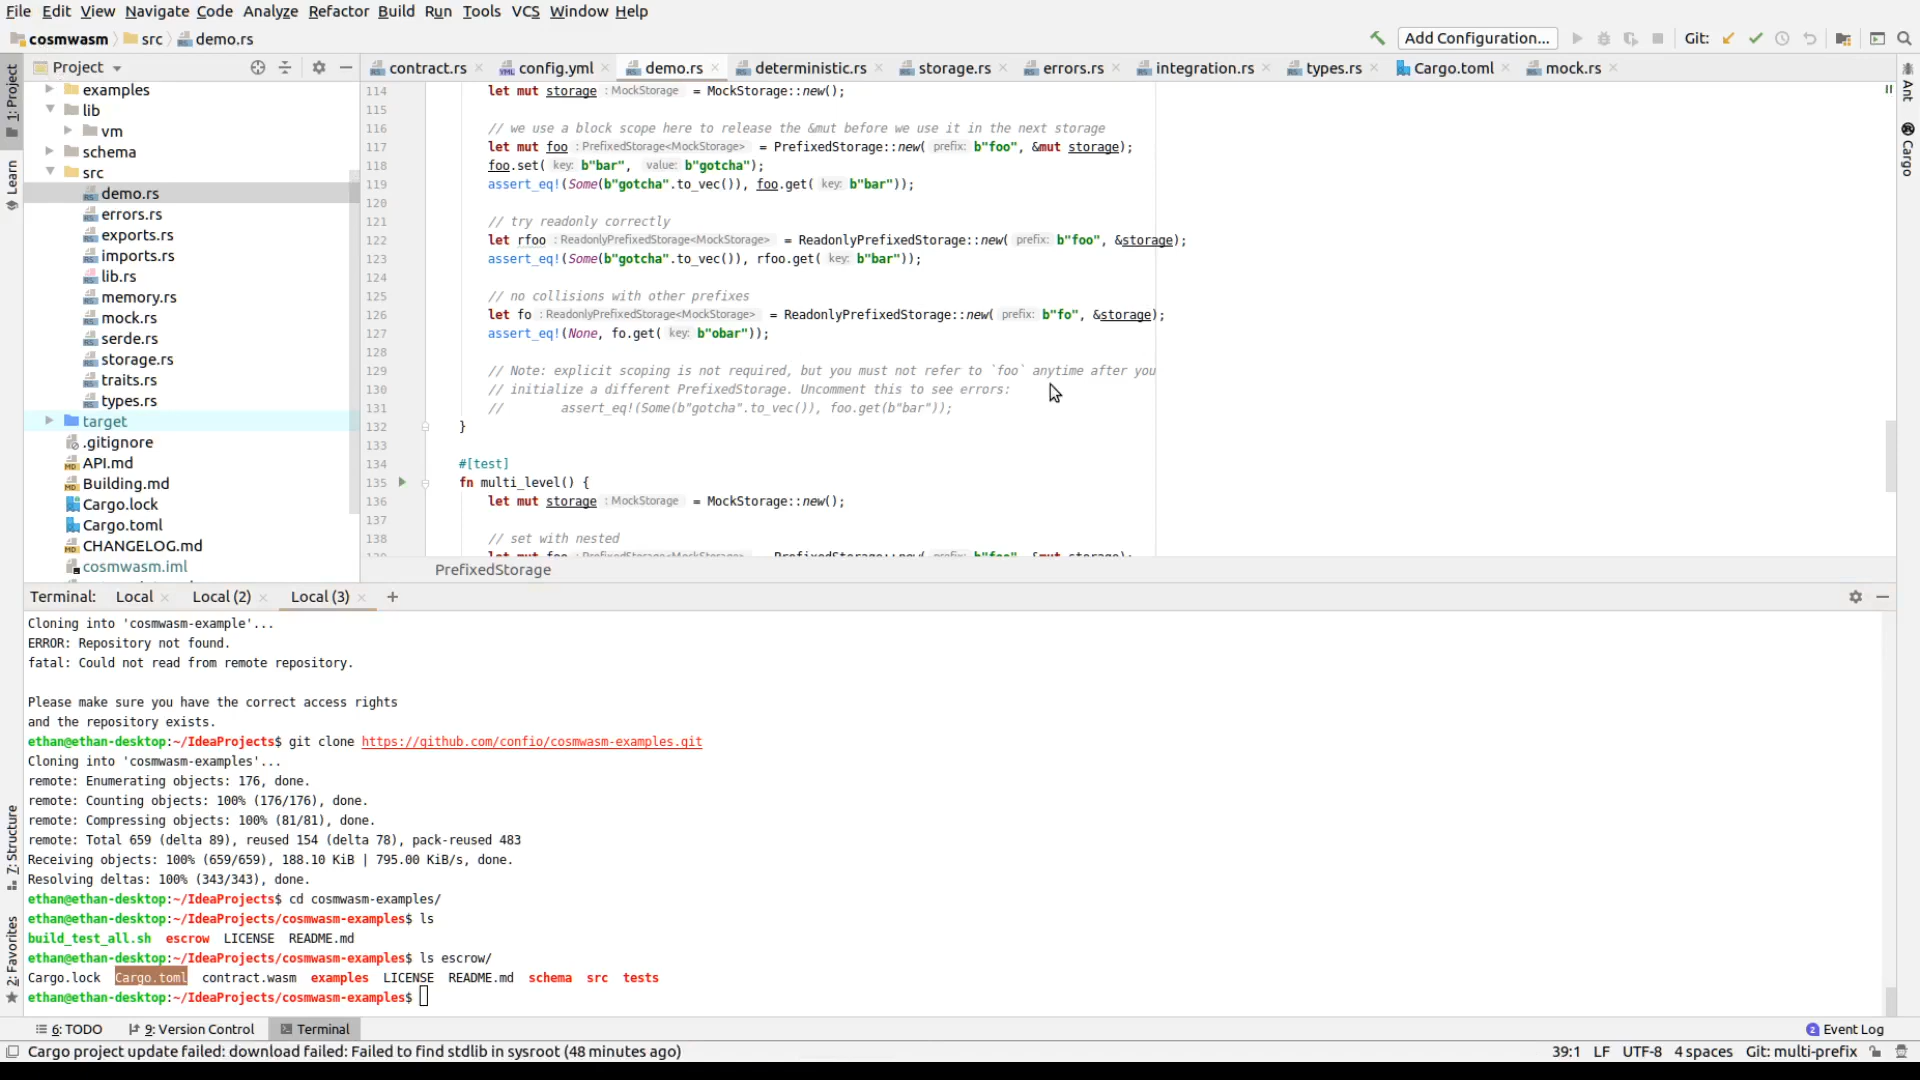 File Edit View Navigate Code Analyze Refactor Build Run Tools VCS Window Help
cosmwasm src demo.rs Add Configuration... Git:
Project contract.rs config.yml demo.rs deterministic.rs storage.rs errors.rs integration.rs types.rs Cargo.toml mock.rs
1: Project
Learn
7: Structure
2: Favorites
Ant
Cargo
examples
lib
vm
schema
src
demo.rs
errors.rs
exports.rs
imports.rs
lib.rs
memory.rs
mock.rs
serde.rs
storage.rs
traits.rs
types.rs
target
.gitignore
API.md
Building.md
Cargo.lock
Cargo.toml
CHANGELOG.md
cosmwasm.iml
114 let mut storage : MockStorage = MockStorage::new();
115
116 // we use a block scope here to release the &mut before we use it in the next storage
117 let mut foo : PrefixedStorage<MockStorage> = PrefixedStorage::new( prefix: b"foo", &mut storage);
118 foo.set( key: b"bar", value: b"gotcha");
119 assert_eq!(Some(b"gotcha".to_vec()), foo.get( key: b"bar"));
120
121 // try readonly correctly
122 let rfoo : ReadonlyPrefixedStorage<MockStorage> = ReadonlyPrefixedStorage::new( prefix: b"foo", &storage);
123 assert_eq!(Some(b"gotcha".to_vec()), rfoo.get( key: b"bar"));
124
125 // no collisions with other prefixes
126 let fo : ReadonlyPrefixedStorage<MockStorage> = ReadonlyPrefixedStorage::new( prefix: b"fo", &storage);
127 assert_eq!(None, fo.get( key: b"obar"));
128
129 // Note: explicit scoping is not required, but you must not refer to `foo` anytime after you
130 // initialize a different PrefixedStorage. Uncomment this to see errors:
131 // assert_eq!(Some(b"gotcha".to_vec()), foo.get(b"bar"));
132 }
133
134 #[test]
135 fn multi_level() {
136 let mut storage : MockStorage = MockStorage::new();
137
138 // set with nested
139 let mut foo : PrefixedStorage<MockStorage> = PrefixedStorage::new( prefix: b"foo", &mut storage);
PrefixedStorage
Terminal: Local Local (2) Local (3) +
Cloning into 'cosmwasm-example'...
ERROR: Repository not found.
fatal: Could not read from remote repository.
Please make sure you have the correct access rights
and the repository exists.
ethan@ethan-desktop:~/IdeaProjects$ git clone https://github.com/confio/cosmwasm-examples.git
Cloning into 'cosmwasm-examples'...
remote: Enumerating objects: 176, done.
remote: Counting objects: 100% (176/176), done.
remote: Compressing objects: 100% (81/81), done.
remote: Total 659 (delta 89), reused 154 (delta 78), pack-reused 483
Receiving objects: 100% (659/659), 188.10 KiB | 795.00 KiB/s, done.
Resolving deltas: 100% (343/343), done.
ethan@ethan-desktop:~/IdeaProjects$ cd cosmwasm-examples/
ethan@ethan-desktop:~/IdeaProjects/cosmwasm-examples$ ls
build_test_all.sh escrow LICENSE README.md
ethan@ethan-desktop:~/IdeaProjects/cosmwasm-examples$ ls escrow/
Cargo.lock Cargo.toml contract.wasm examples LICENSE README.md schema src tests
ethan@ethan-desktop:~/IdeaProjects/cosmwasm-examples$
6: TODO 9: Version Control Terminal 2 Event Log
Cargo project update failed: download failed: Failed to find stdlib in sysroot (48 minutes ago) 39:1 LF UTF-8 4 spaces Git: multi-prefix